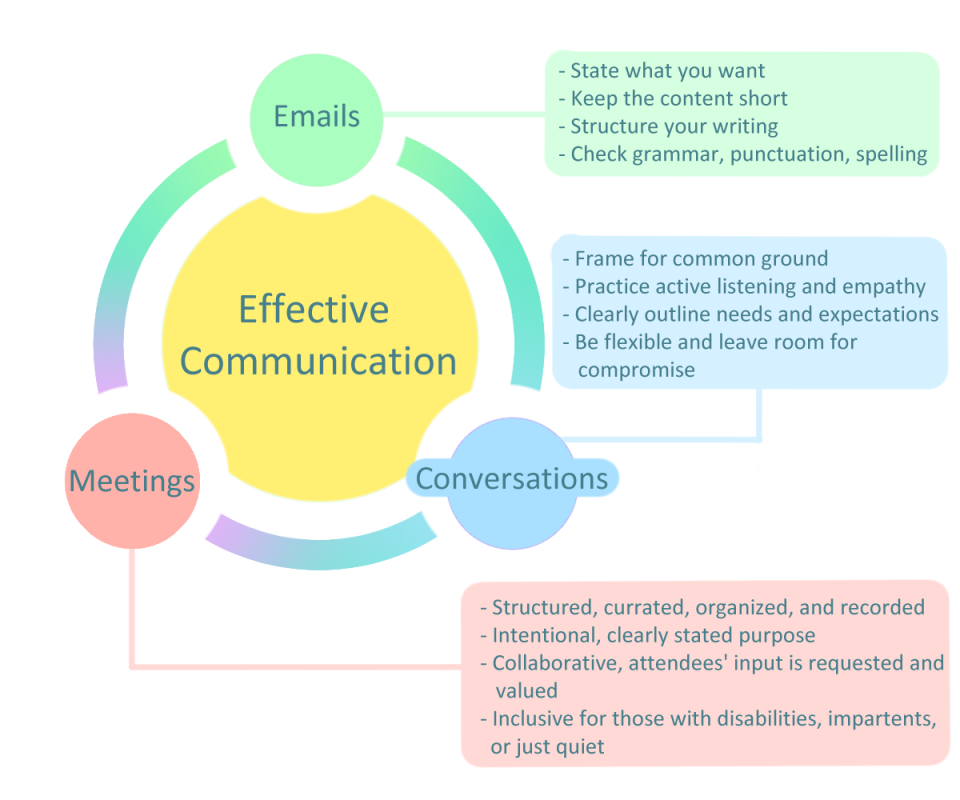 Emails
- State what you want
- Keep the content short
- Structure your writing
- Check grammar, punctuation, spelling
Effective
Communication
- Frame for common ground
- Practice active listening and empathy
- Clearly outline needs and expectations
- Be flexible and leave room for
compromise
Meetings
Conversations
- Structured, currated, organized, and recorded
- Intentional, clearly stated purpose
- Collaborative, attendees' input is requested and
valued
- Inclusive for those with disabilities, impartents,
or just quiet